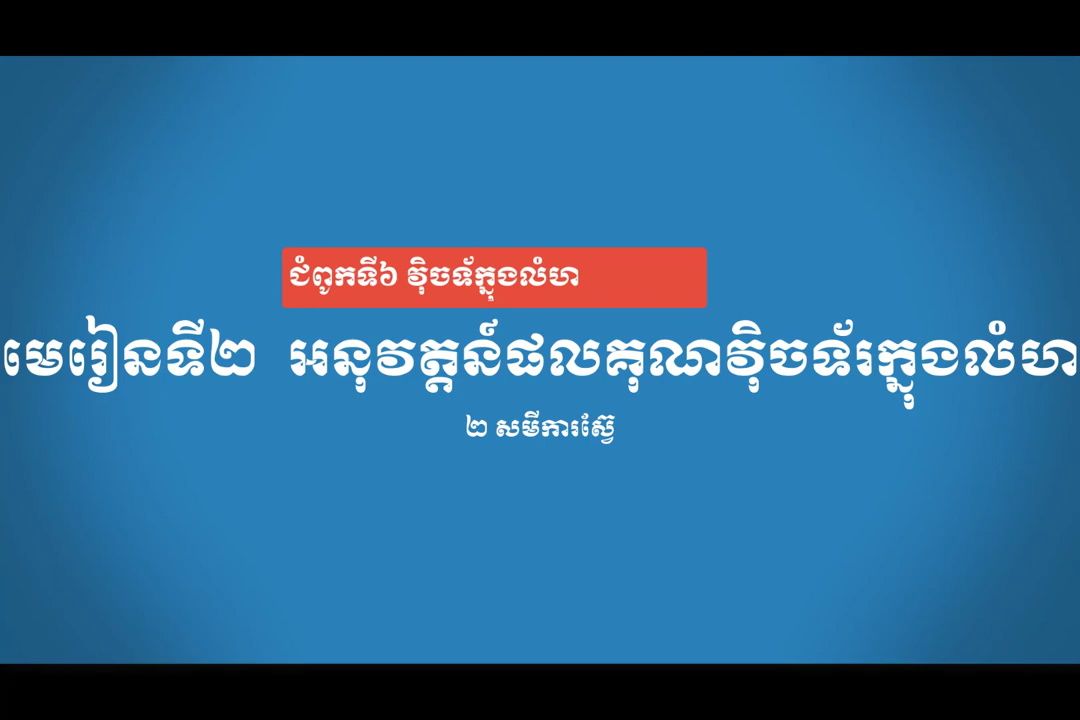 ជំពូកទី៦ វ៉ិចទ័ក្នុងលំហ
មេរៀនទី២ អនុវត្តន៍ផលគុណវ៉ិចទ័រក្នុងលំហ
២ សមីការស្វ៊ែ